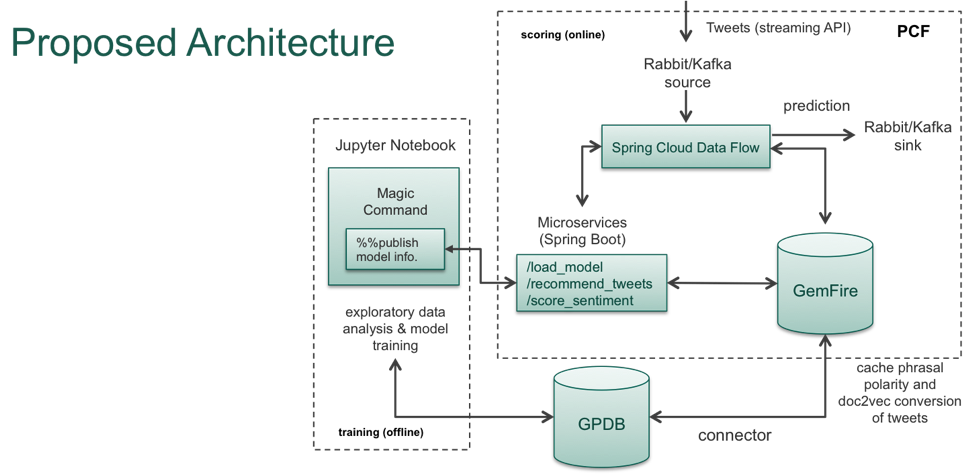 Proposed Architecture
scoring (online)
Tweets (streaming API)
PCF
Rabbit/Kafka
source
prediction
Rabbit/Kafka
sink
Spring Cloud Data Flow
Jupyter Notebook
Magic
Command
%%publish
model info.
exploratory data
analysis & model
training
training (offline)
Microservices
(Spring Boot)
/load_model
/recommend_tweets
/score_sentiment
GemFire
cache phrasal
polarity and
doc2vec conversion
of tweets
GPDB
connector